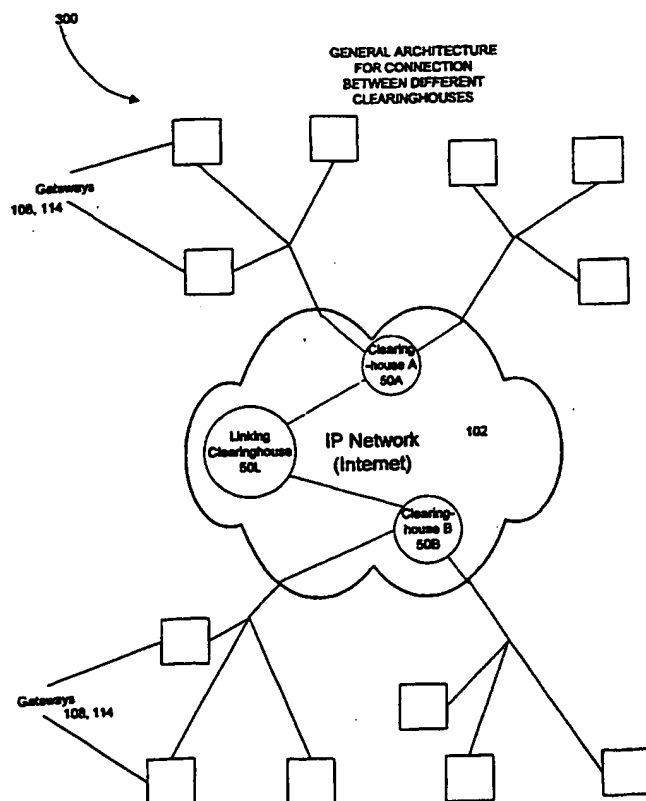 300
GENERAL ARCHITECTURE
FOR CONNECTION
BETWEEN DIFFERENT
CLEARINGHOUSES
Gateways
108, 114
Clearing-
-house A
50A
Linking
Clearinghouse
50L
IP Network
(Internet)
102
Clearing-
house B
50B
Gateways
108, 114